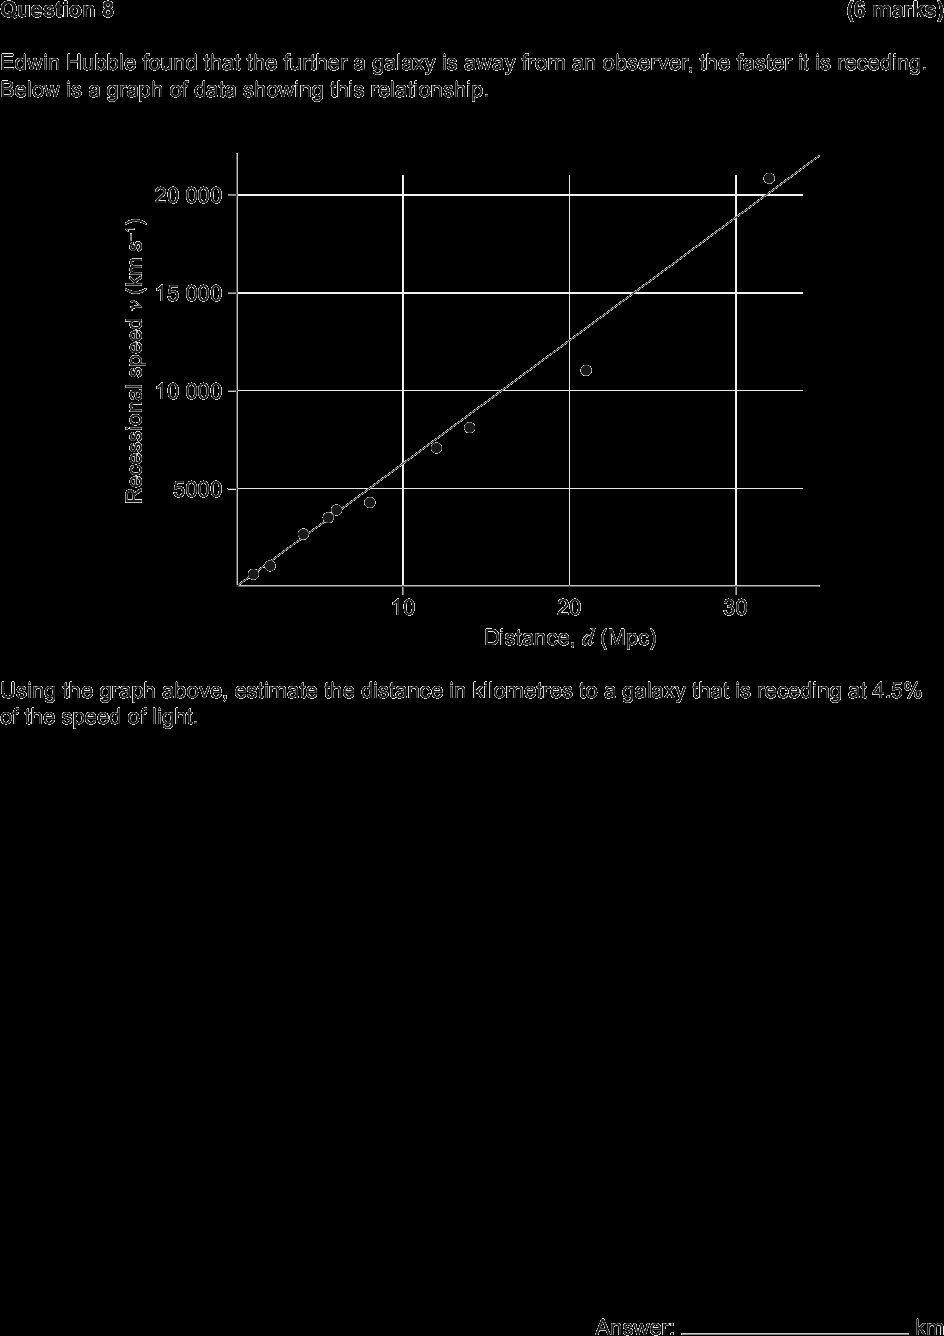 Question 8 (6 marks)
Edwin Hubble found that the further a galaxy is away from an observer, the faster it is receding.
Below is a graph of data showing this relationship.
20 000
15 000
10 000
5000
Recessional speed v (km s⁻¹)
10 20 30
Distance, d (Mpc)
Using the graph above, estimate the distance in kilometres to a galaxy that is receding at 4.5%
of the speed of light.
Answer: ____________________ km